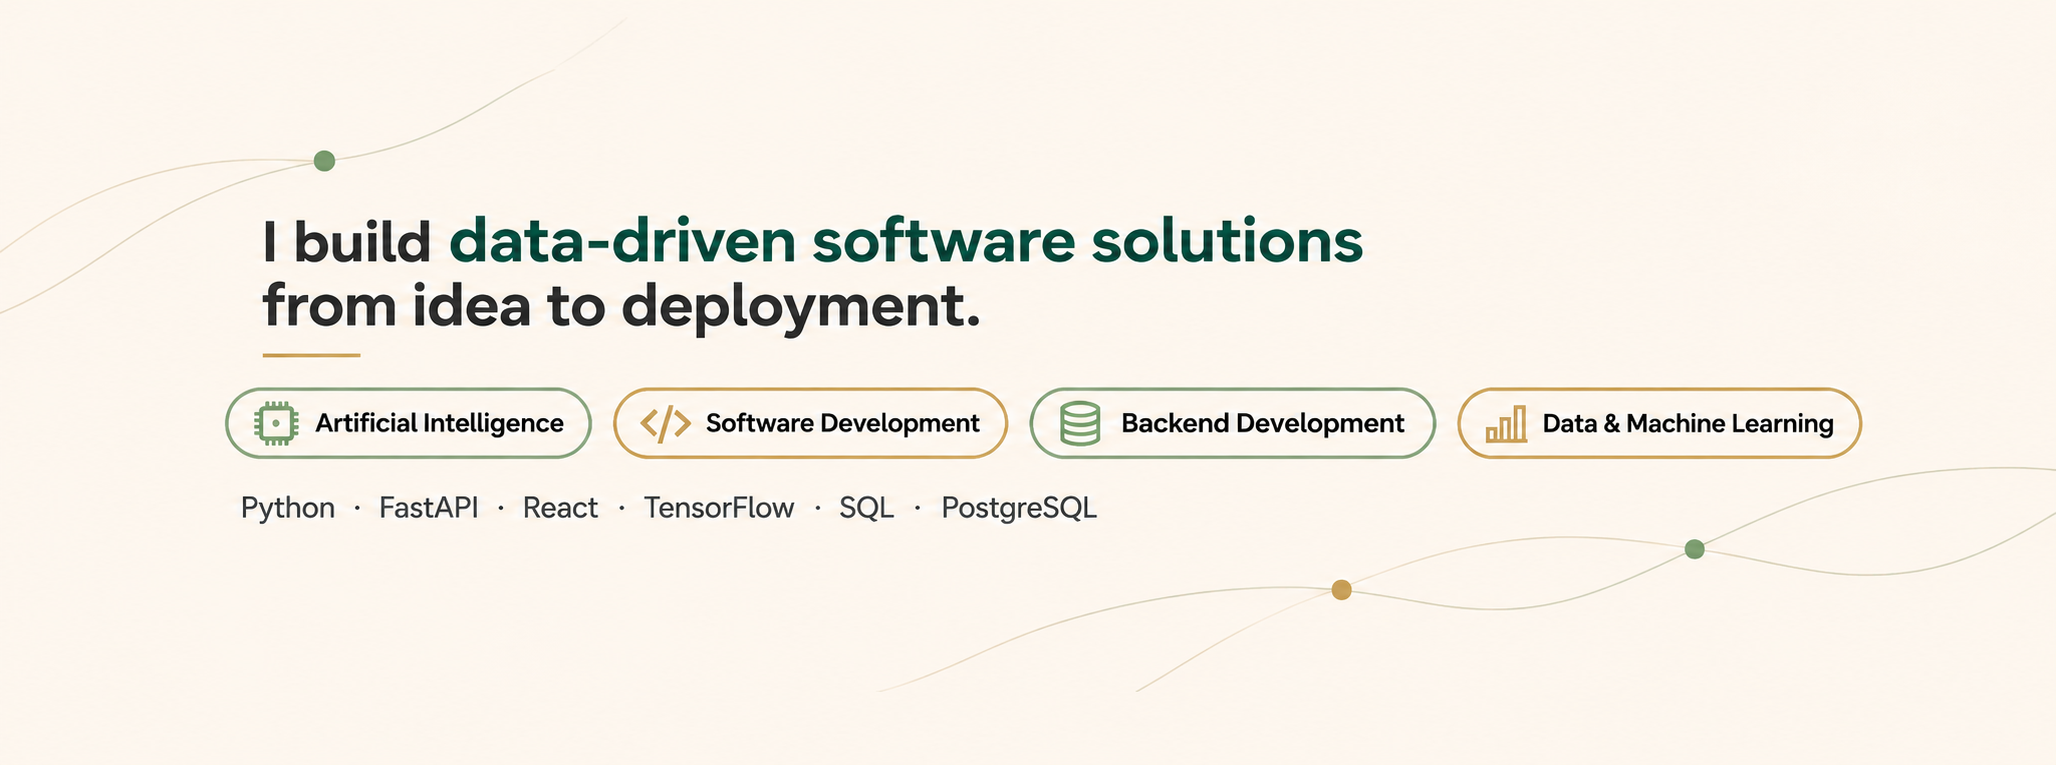 I build data-driven software solutions
from idea to deployment.
Artificial Intelligence
</> Software Development
Backend Development
Data & Machine Learning
Python · FastAPI · React · TensorFlow · SQL · PostgreSQL